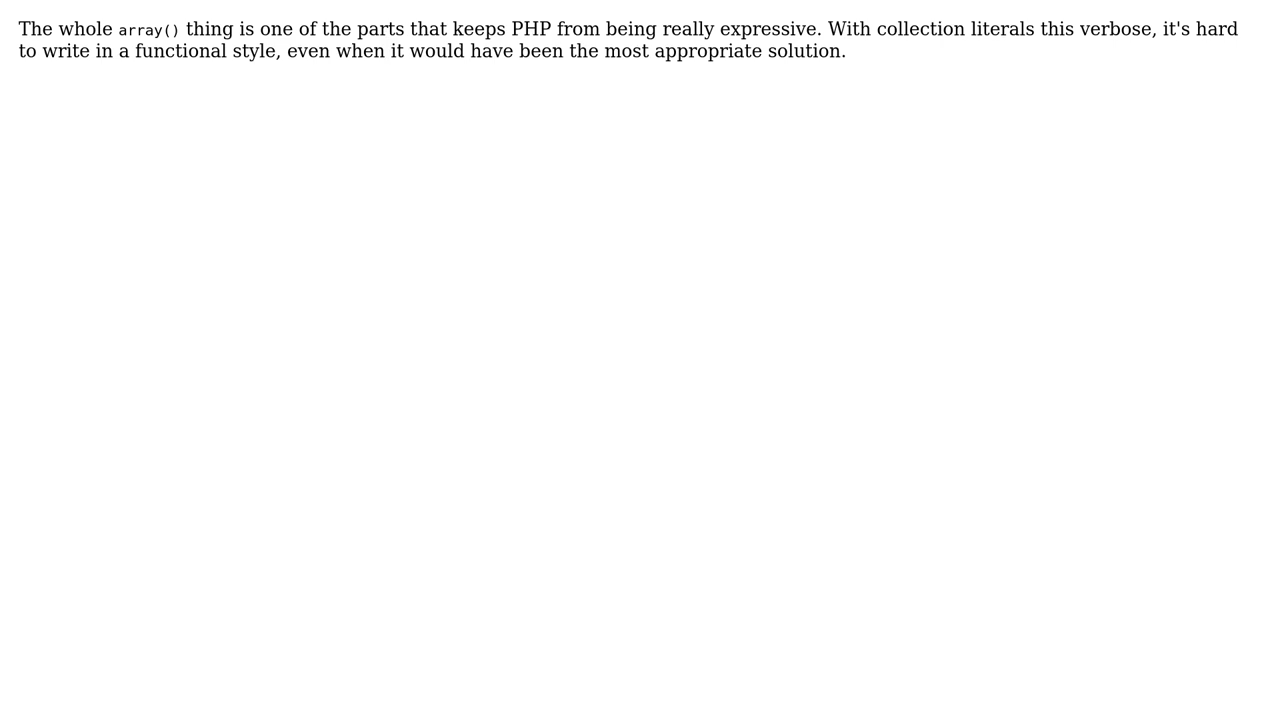 The whole array() thing is one of the parts that keeps PHP from being really expressive. With collection literals this verbose, it's hard
to write in a functional style, even when it would have been the most appropriate solution.